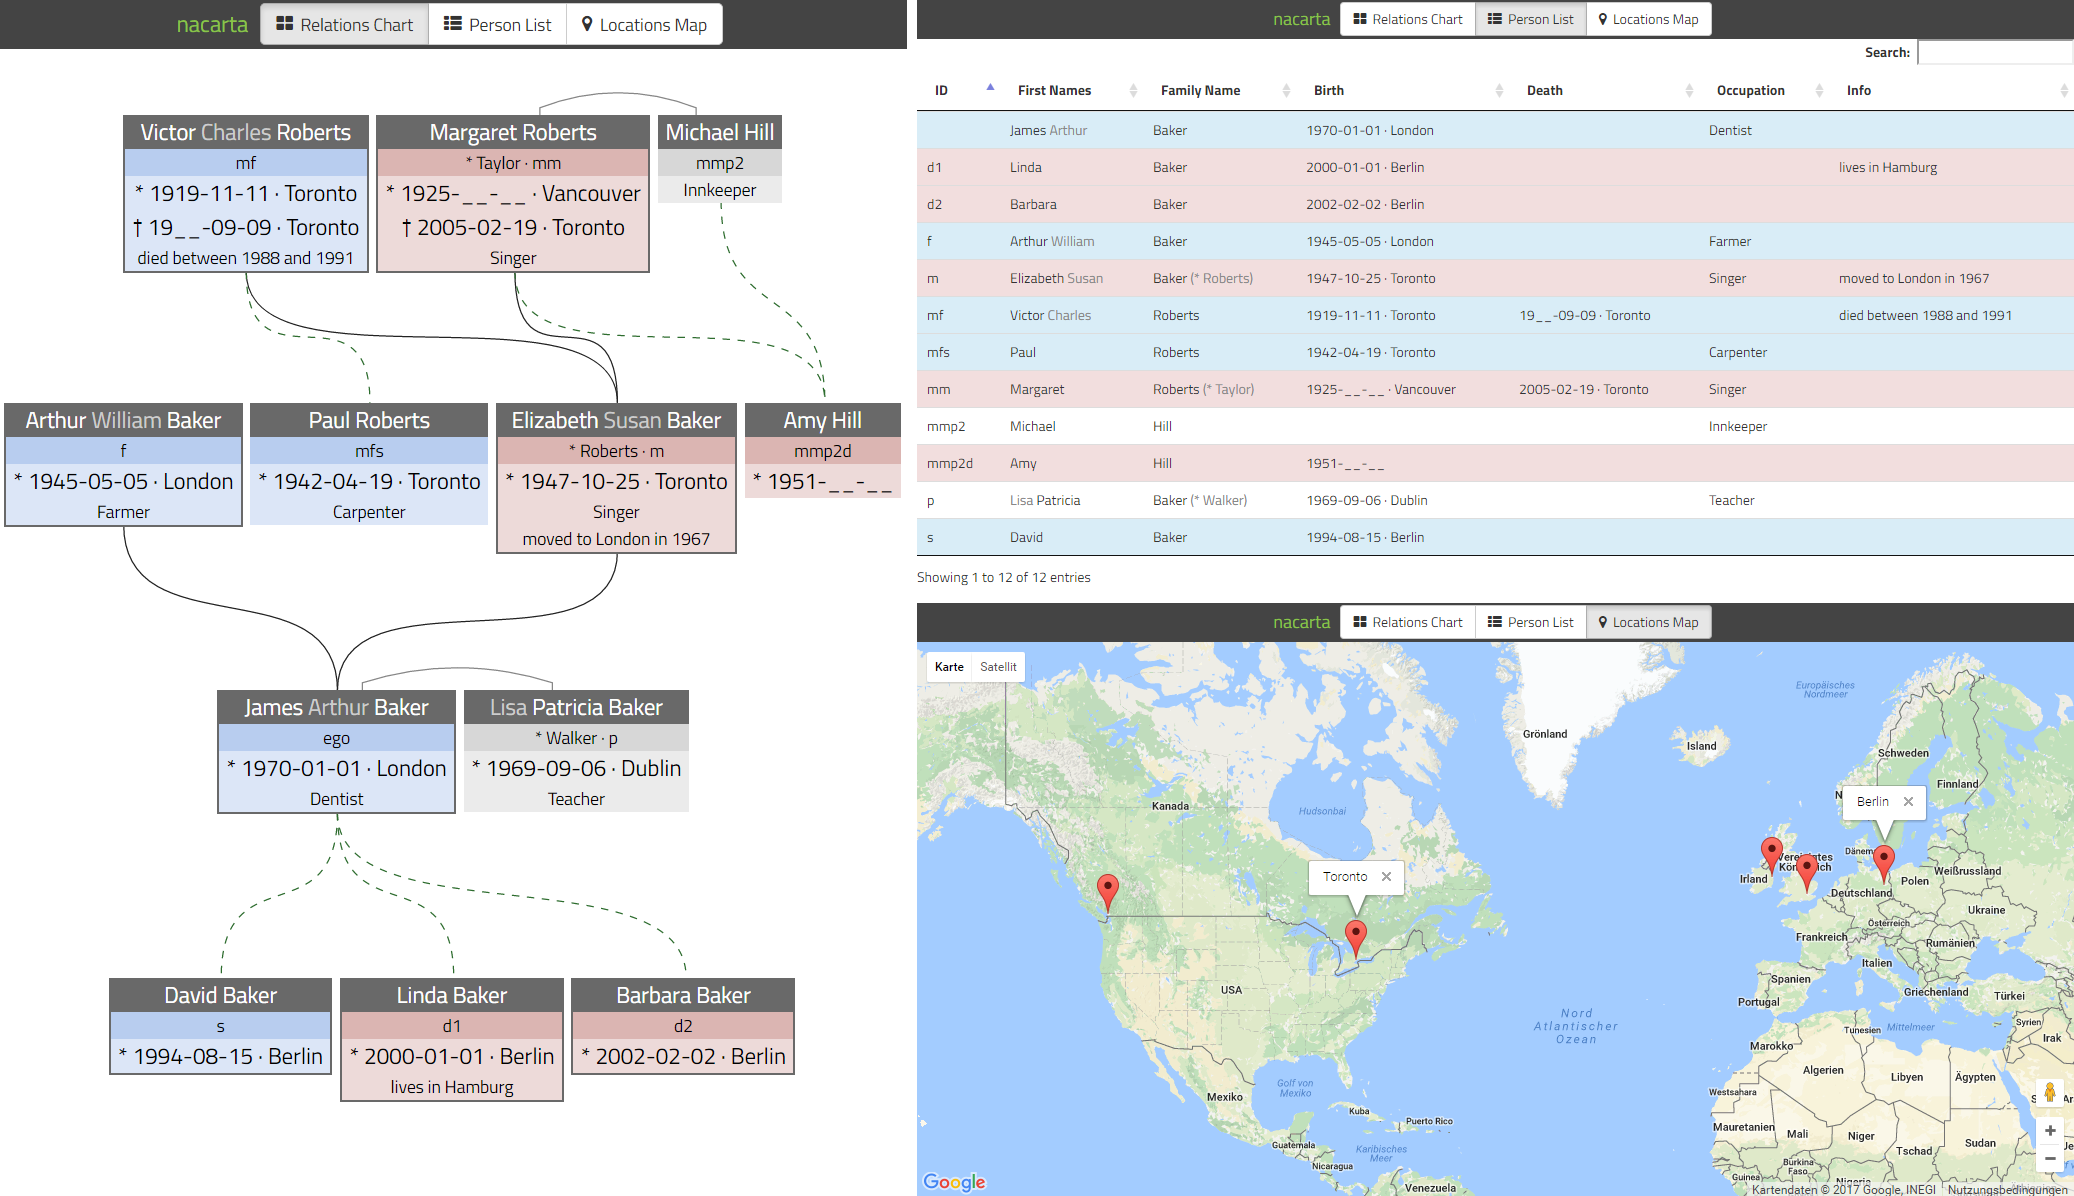 nacarta Relations Chart Person List Locations Map
Victor Charles Roberts
mf
* 1919-11-11 · Toronto
† 19__-09-09 · Toronto
died between 1988 and 1991
Margaret Roberts
* Taylor · mm
* 1925-__-__ · Vancouver
† 2005-02-19 · Toronto
Singer
Michael Hill
mmp2
Innkeeper
Arthur William Baker
f
* 1945-05-05 · London
Farmer
Paul Roberts
mfs
* 1942-04-19 · Toronto
Carpenter
Elizabeth Susan Baker
* Roberts · m
* 1947-10-25 · Toronto
Singer
moved to London in 1967
Amy Hill
mmp2d
* 1951-__-__
James Arthur Baker
ego
* 1970-01-01 · London
Dentist
Lisa Patricia Baker
* Walker · p
* 1969-09-06 · Dublin
Teacher
David Baker
s
* 1994-08-15 · Berlin
Linda Baker
d1
* 2000-01-01 · Berlin
lives in Hamburg
Barbara Baker
d2
* 2002-02-02 · Berlin
nacarta Relations Chart Person List Locations Map
Search:
ID First Names Family Name Birth Death Occupation Info
James Arthur Baker 1970-01-01 · London Dentist
d1 Linda Baker 2000-01-01 · Berlin lives in Hamburg
d2 Barbara Baker 2002-02-02 · Berlin
f Arthur William Baker 1945-05-05 · London Farmer
m Elizabeth Susan Baker (* Roberts) 1947-10-25 · Toronto Singer moved to London in 1967
mf Victor Charles Roberts 1919-11-11 · Toronto 19__-09-09 · Toronto died between 1988 and 1991
mfs Paul Roberts 1942-04-19 · Toronto Carpenter
mm Margaret Roberts (* Taylor) 1925-__-__ · Vancouver 2005-02-19 · Toronto Singer
mmp2 Michael Hill Innkeeper
mmp2d Amy Hill 1951-__-__
p Lisa Patricia Baker (* Walker) 1969-09-06 · Dublin Teacher
s David Baker 1994-08-15 · Berlin
Showing 1 to 12 of 12 entries
nacarta Relations Chart Person List Locations Map
Karte Satellit
Europäisches
Nordmeer
Grönland
Island
Schweden
Finnland
Kanada
Hudsonbai
Berlin
Toronto
Irland
Deutschland
Polen
Weißrussland
Ukraine
Österreich
Frankreich
Rumänien
Italien
Spanien
Portugal
Griechenland
Türkei
USA
Nord
Atlantischer
Ozean
Tunesien
Mittelmeer
Syrien
Irak
Marokko
Algerien
Libyen
Ägypten
Westsahara
Golf von
Mexiko
Mexiko
Kuba
Puerto Rico
Mauretanien
Mali
Niger
Tschad
Sudan
Guatemala
Karibisches
Meer
Nicaragua
Burkina
Faso
Guinea
Venezuela
+
−
Google
Kartendaten © 2017 Google, INEGI Nutzungsbedingungen